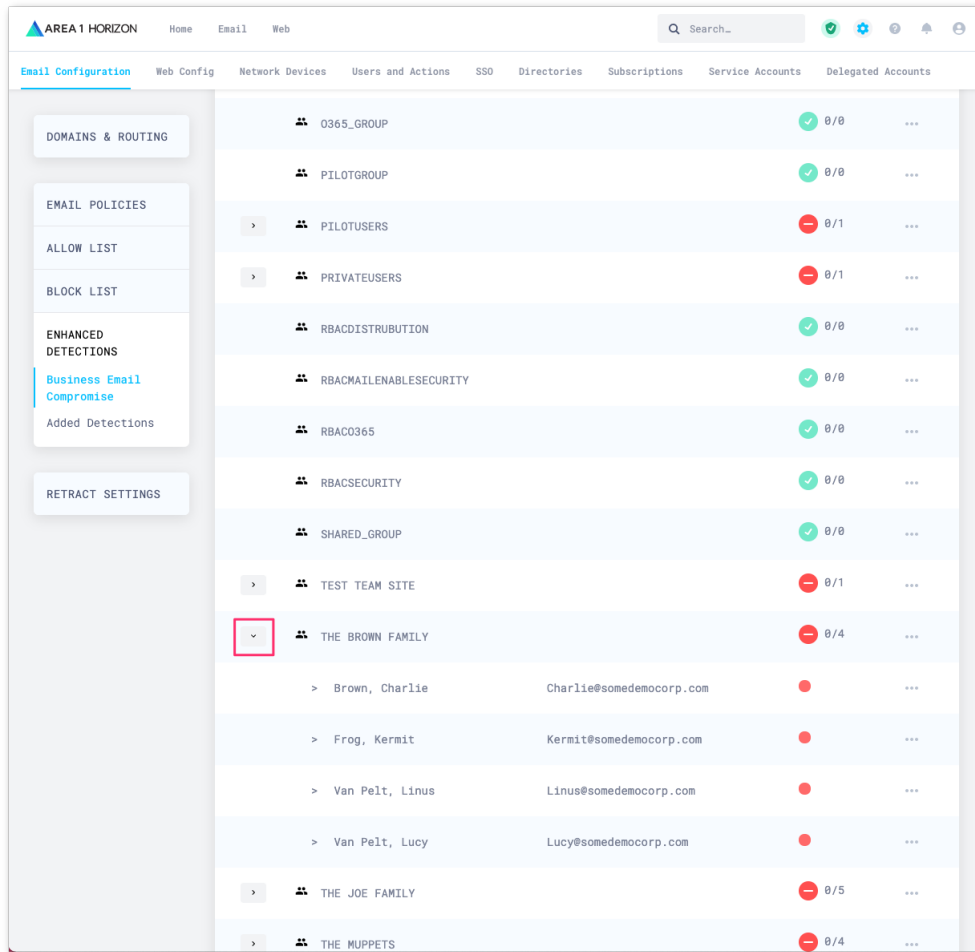 AREA 1 HORIZON Home Email Web Search…
Email Configuration Web Config Network Devices Users and Actions SSO Directories Subscriptions Service Accounts Delegated Accounts
DOMAINS & ROUTING
EMAIL POLICIES
ALLOW LIST
BLOCK LIST
ENHANCED
DETECTIONS
Business Email
Compromise
Added Detections
RETRACT SETTINGS
O365_GROUP 0/0
PILOTGROUP 0/0
PILOTUSERS 0/1
PRIVATEUSERS 0/1
RBACDISTRUBUTION 0/0
RBACMAILENABLESECURITY 0/0
RBACO365 0/0
RBACSECURITY 0/0
SHARED_GROUP 0/0
TEST TEAM SITE 0/1
THE BROWN FAMILY 0/4
> Brown, Charlie Charlie@somedemocorp.com
> Frog, Kermit Kermit@somedemocorp.com
> Van Pelt, Linus Linus@somedemocorp.com
> Van Pelt, Lucy Lucy@somedemocorp.com
THE JOE FAMILY 0/5
THE MUPPETS 0/4